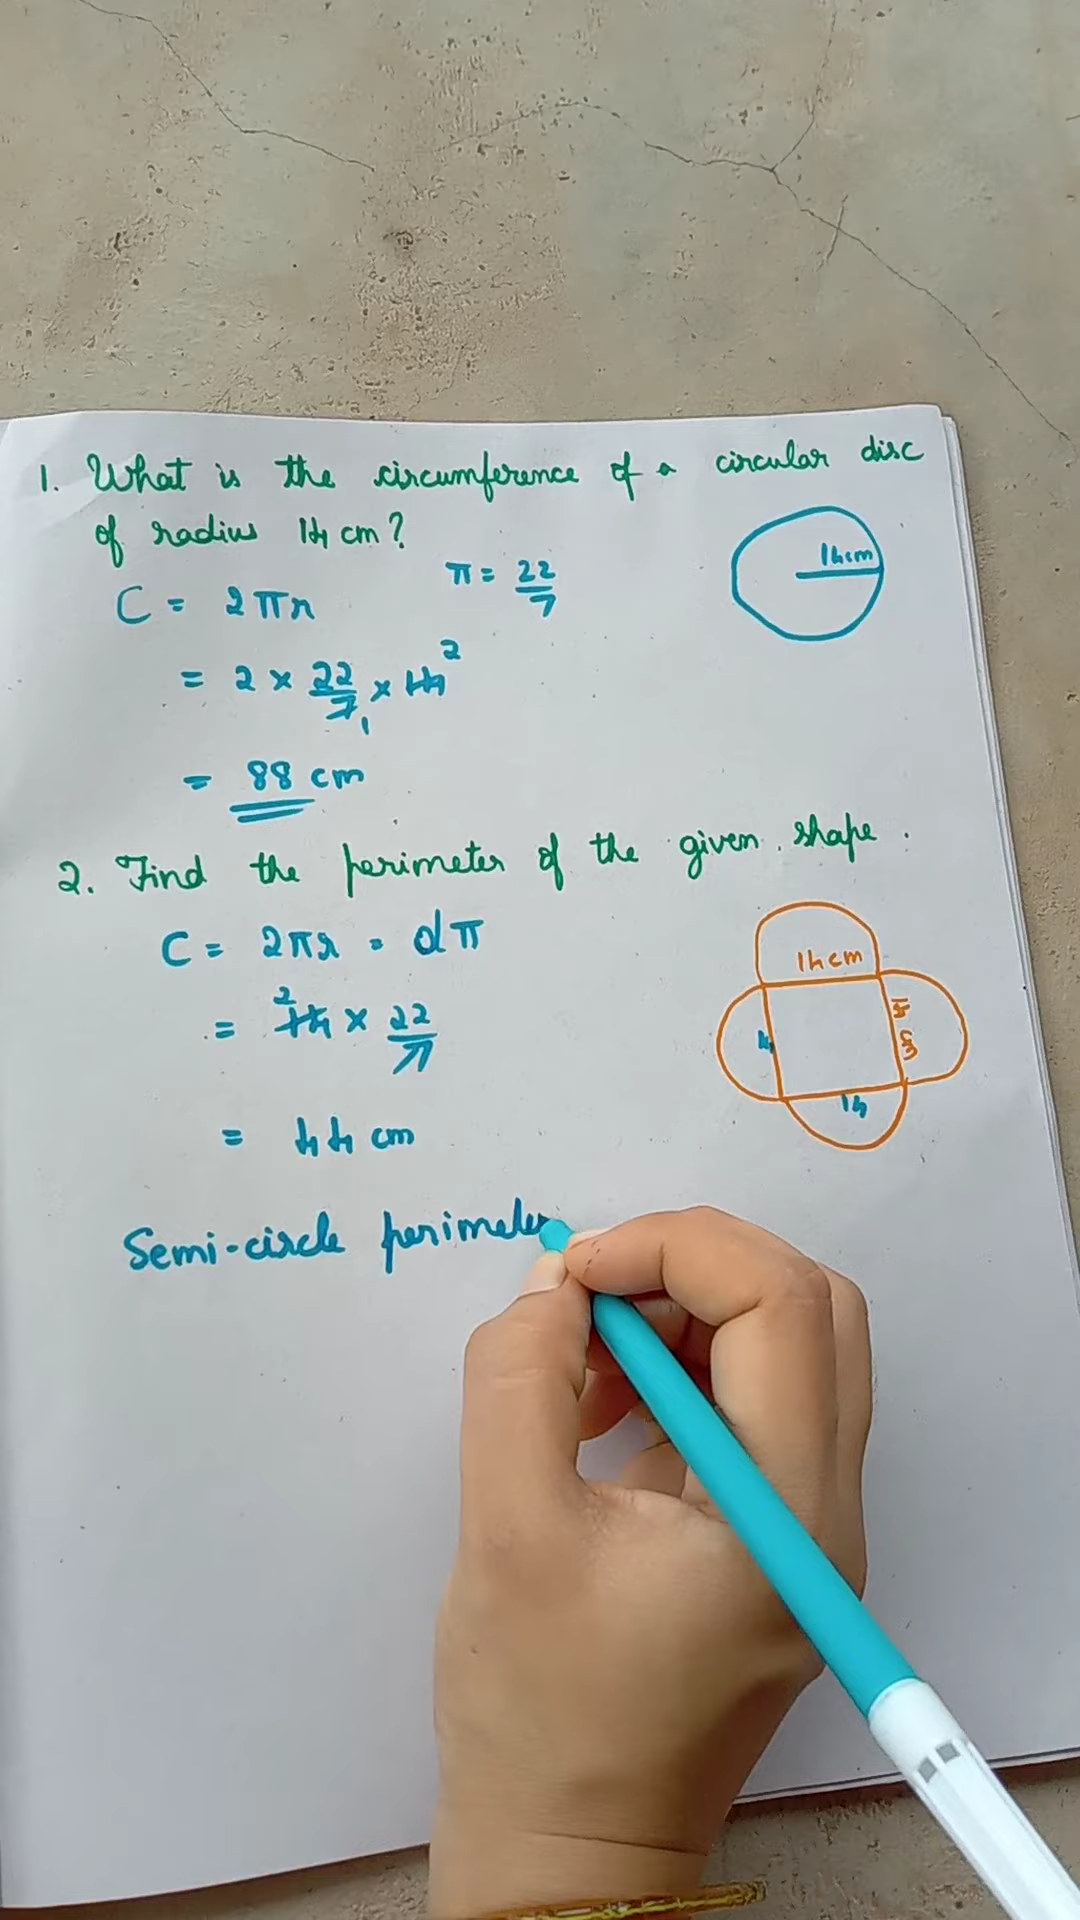 1. What is the circumference of a circular disc
of radius 14 cm?
14cm
C = 2πr
π = 22/7
= 2 × 22/7 1 × 14 2
= 88 cm
2. Find the perimeter of the given shape.
C = 2πr = dπ
14 cm
14 cm
14
= 14 2 × 22/7
= 44 cm
Semi-circle perimeter